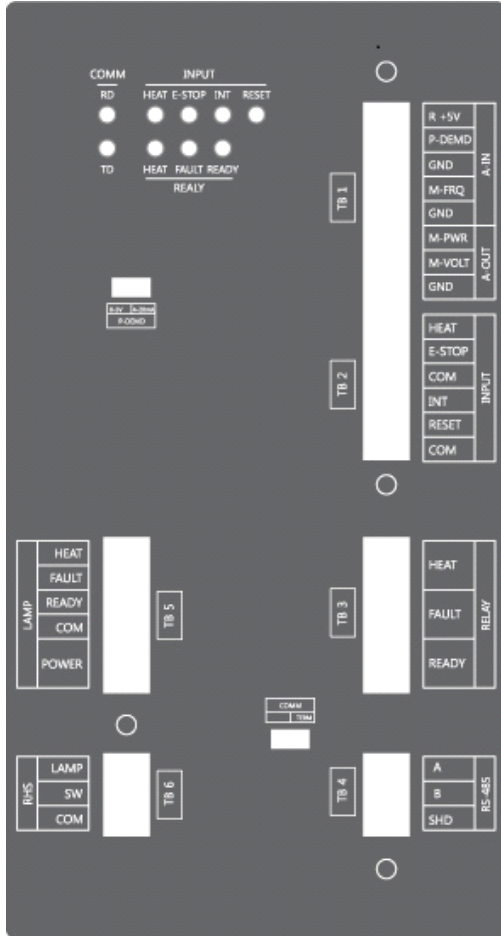 COMM INPUT
RD HEAT E-STOP INT RESET
TD HEAT FAULT READY
REALY
P-DEMD
TB 1
R +5V
P-DEMD
GND
M-FRQ
GND
A-IN
M-PWR
M-VOLT
GND
A-OUT
TB 2
HEAT
E-STOP
COM
INT
RESET
COM
INPUT
LAMP
HEAT
FAULT
READY
COM
POWER
TB 5
TB 3
HEAT
FAULT
READY
RELAY
COMM
TERM
RHS
LAMP
SW
COM
TB 6
TB 4
A
B
SHD
RS-485